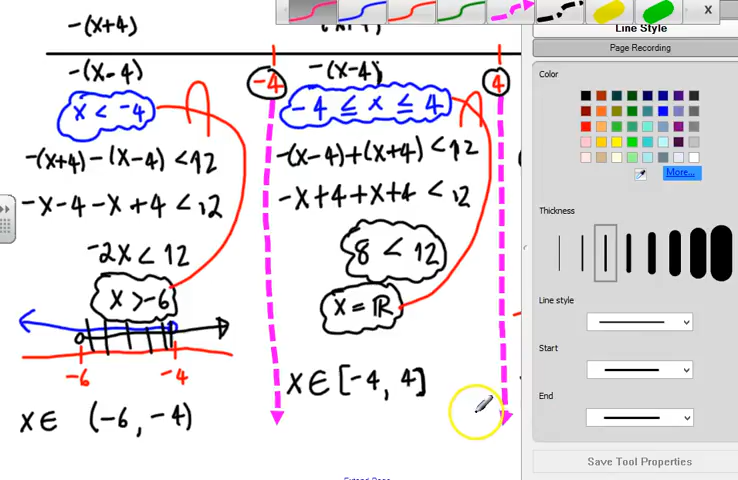 -(x+4)
-(x-4)
-4
-(x-4)
4
x < -4
-4 ≤ x ≤ 4
-(x+4)-(x-4) <12
-(x-4)+(x+4) <12
-x-4-x+4 <12
-x+4+x+4 <12
-2x < 12
8 < 12
x >-6
x = ℝ
-6
-4
x ∈ [-4, 4]
x∈ (-6, -4)
x
Line Style
Page Recording
Color
More...
Thickness
Line style
Start
End
Save Tool Properties
Extend Page